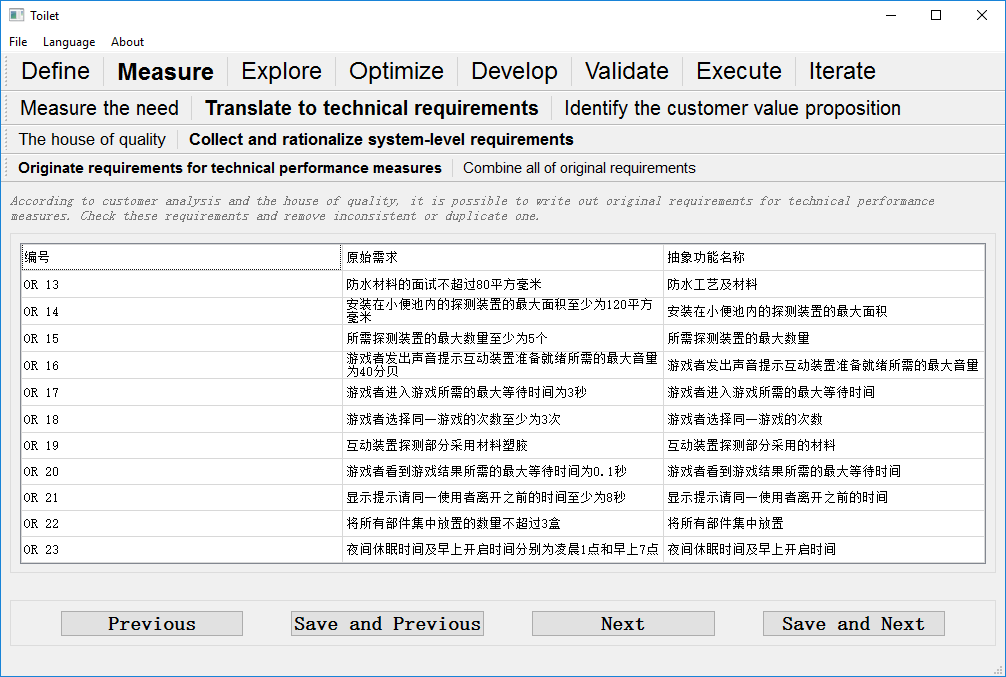 Toilet
File Language About
Define Measure Explore Optimize Develop Validate Execute Iterate
Measure the need Translate to technical requirements Identify the customer value proposition
The house of quality Collect and rationalize system-level requirements
Originate requirements for technical performance measures Combine all of original requirements
According to customer analysis and the house of quality, it is possible to write out original requirements for technical performance
measures. Check these requirements and remove inconsistent or duplicate one.
编号 原始需求 抽象功能名称
OR 13 防水材料的面试不超过80平方毫米 防水工艺及材料
OR 14 安装在小便池内的探测装置的最大面积至少为120平方
毫米 安装在小便池内的探测装置的最大面积
OR 15 所需探测装置的最大数量至少为5个 所需探测装置的最大数量
OR 16 游戏者发出声音提示互动装置准备就绪所需的最大音量
为40分贝 游戏者发出声音提示互动装置准备就绪所需的最大音量
OR 17 游戏者进入游戏所需的最大等待时间为3秒 游戏者进入游戏所需的最大等待时间
OR 18 游戏者选择同一游戏的次数至少为3次 游戏者选择同一游戏的次数
OR 19 互动装置探测部分采用材料塑胶 互动装置探测部分采用的材料
OR 20 游戏者看到游戏结果所需的最大等待时间为0.1秒 游戏者看到游戏结果所需的最大等待时间
OR 21 显示提示请同一使用者离开之前的时间至少为8秒 显示提示请同一使用者离开之前的时间
OR 22 将所有部件集中放置的数量不超过3盒 将所有部件集中放置
OR 23 夜间休眠时间及早上开启时间分别为凌晨1点和早上7点 夜间休眠时间及早上开启时间
Previous Save and Previous Next Save and Next